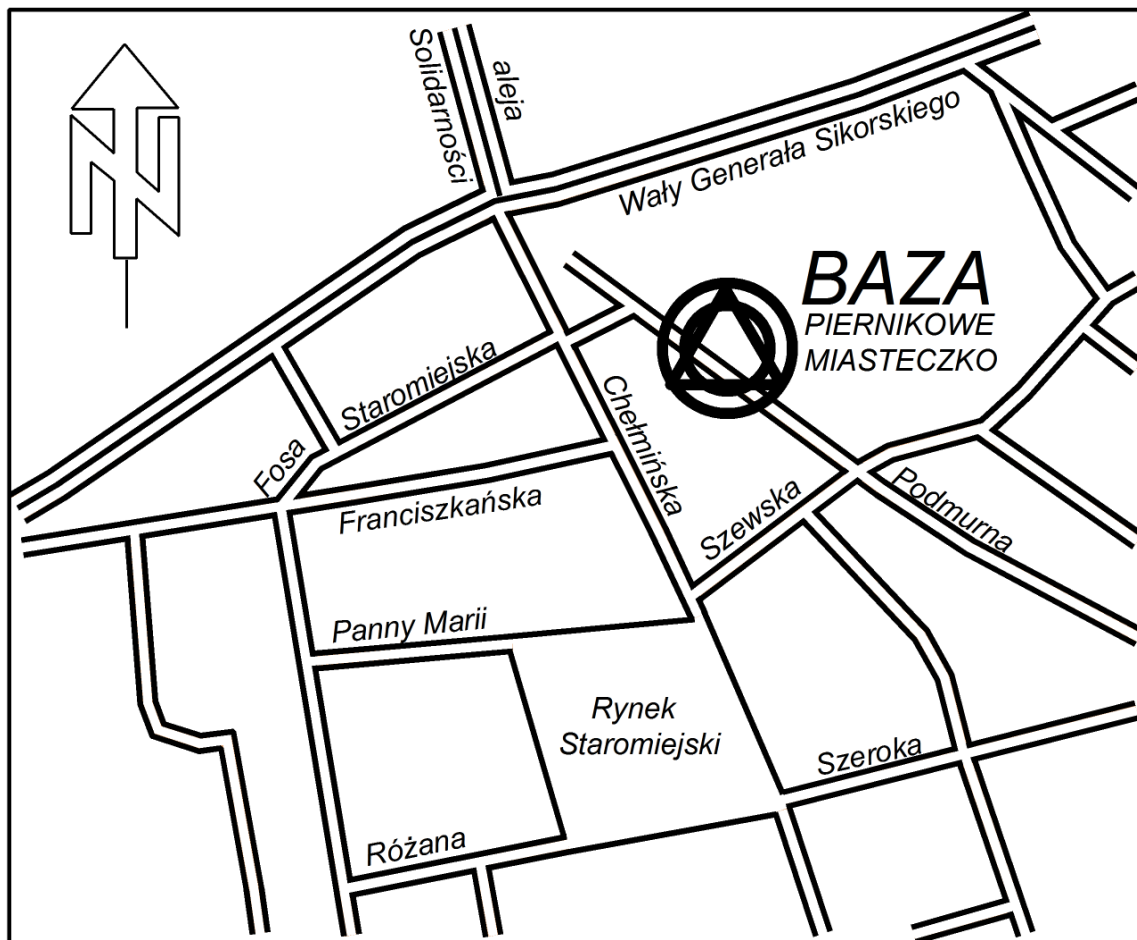 aleja
Solidarności
Wały Generała Sikorskiego
BAZA
PIERNIKOWE
MIASTECZKO
Staromiejska
Chełmińska
Fosa
Franciszkańska
Szewska
Podmurna
Panny Marii
Rynek
Staromiejski
Szeroka
Różana
N